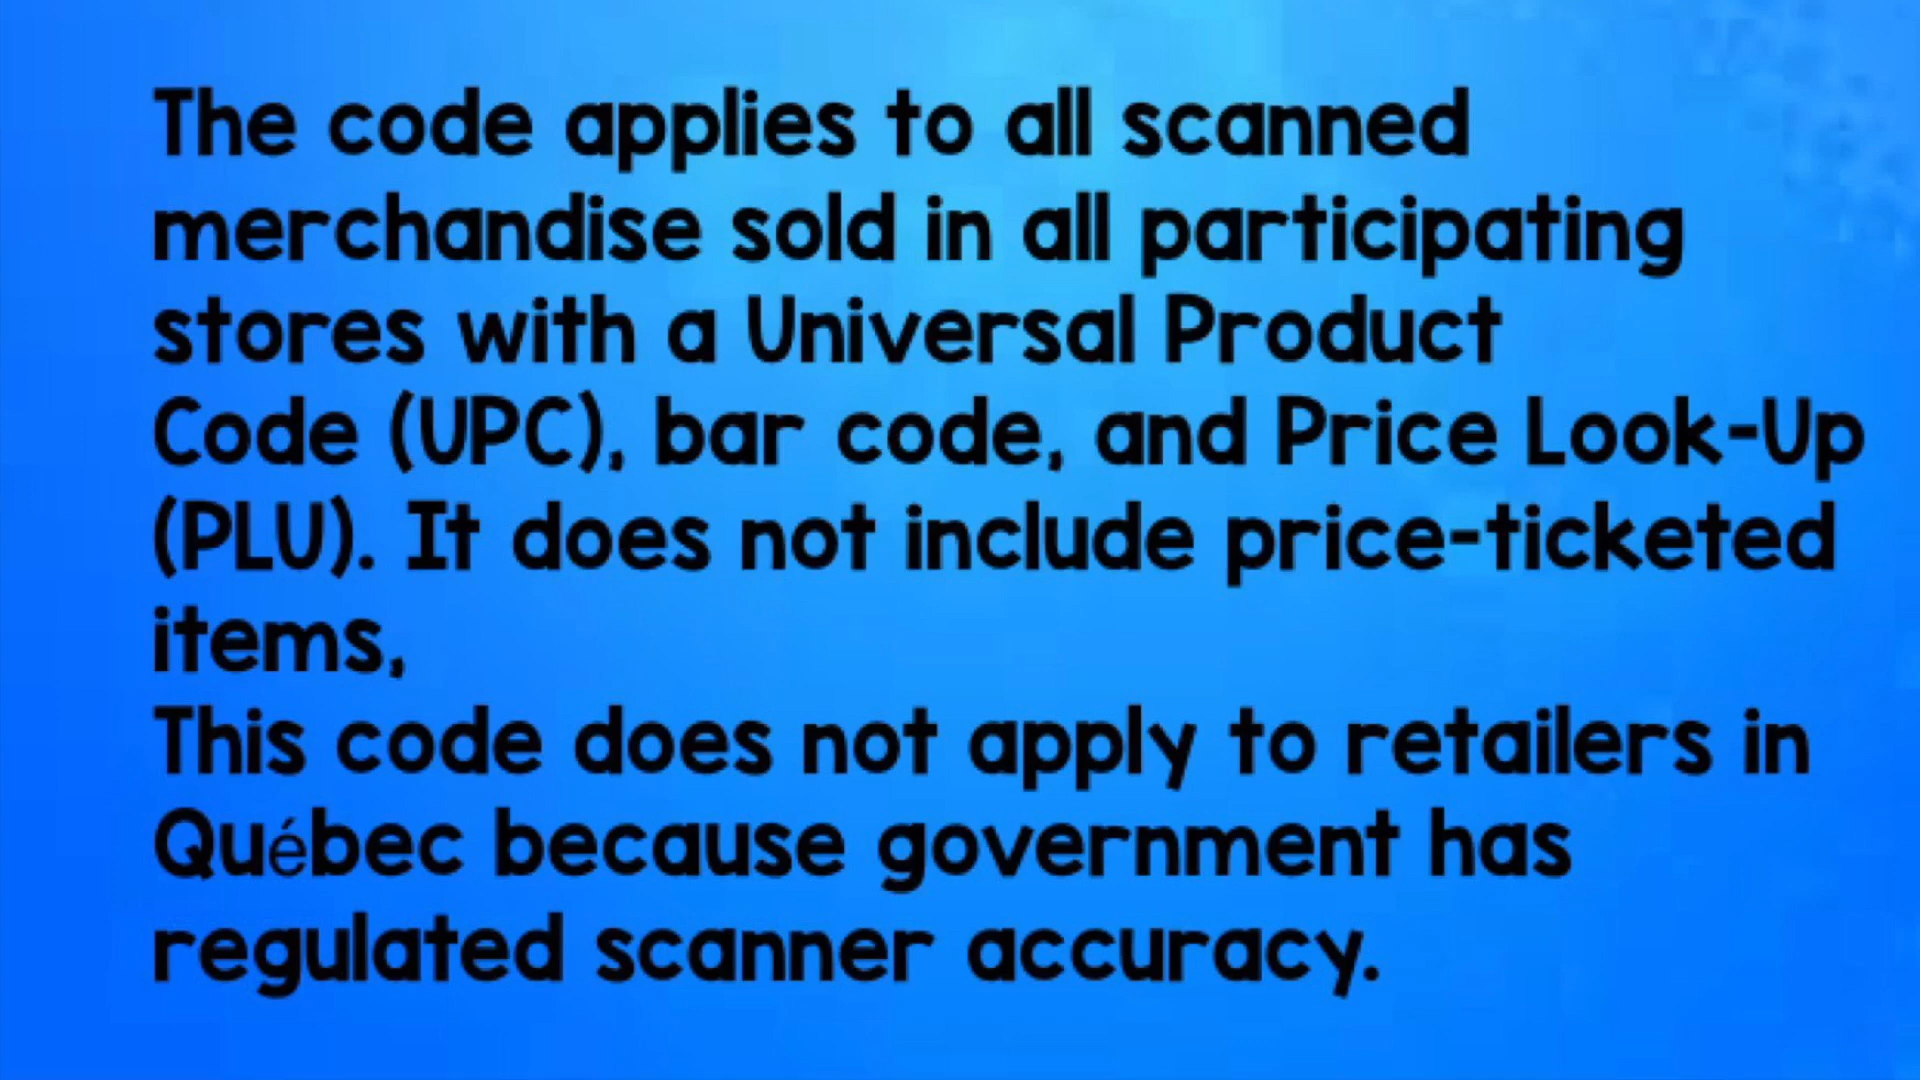 The code applies to all scanned
merchandise sold in all participating
stores with a Universal Product
Code (UPC), bar code, and Price Look-Up
(PLU). It does not include price-ticketed
items,
This code does not apply to retailers in
Québec because government has
regulated scanner accuracy.